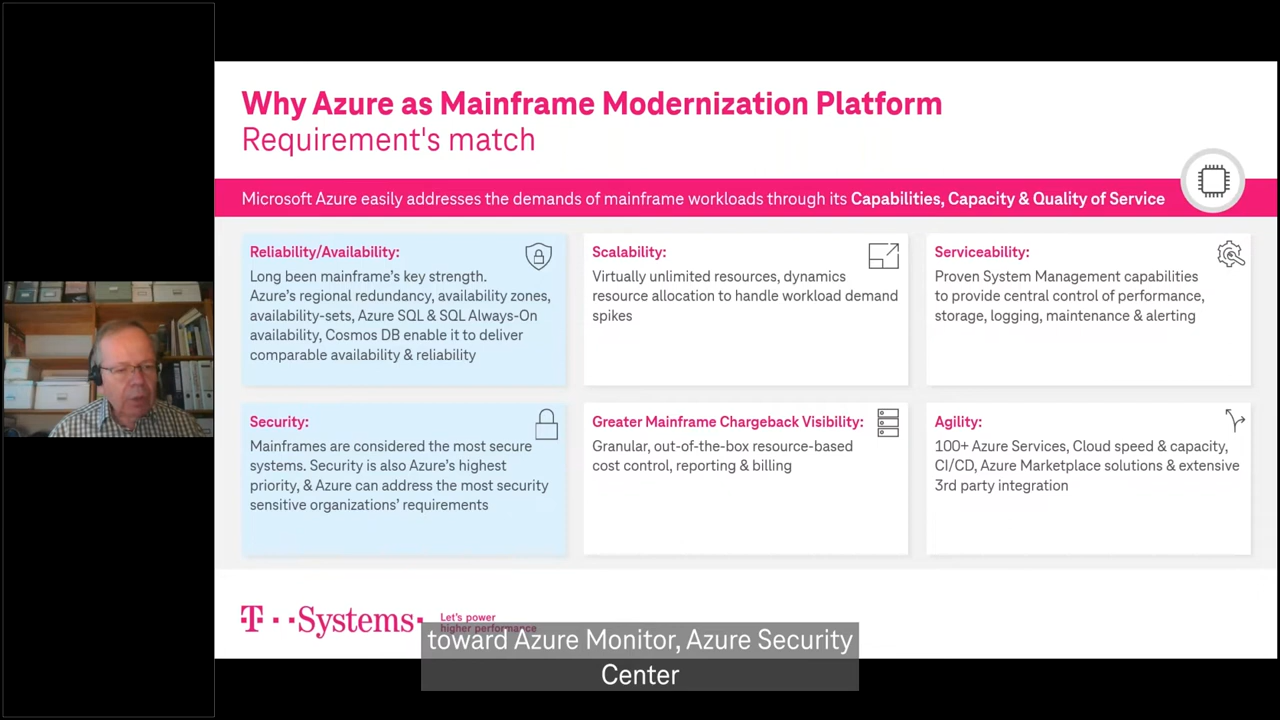 Why Azure as Mainframe Modernization Platform
Requirement's match
Microsoft Azure easily addresses the demands of mainframe workloads through its Capabilities, Capacity & Quality of Service
Reliability/Availability:
Long been mainframe's key strength.
Azure's regional redundancy, availability zones,
availability-sets, Azure SQL & SQL Always-On
availability, Cosmos DB enable it to deliver
comparable availability & reliability
Scalability:
Virtually unlimited resources, dynamics
resource allocation to handle workload demand
spikes
Serviceability:
Proven System Management capabilities
to provide central control of performance,
storage, logging, maintenance & alerting
Security:
Mainframes are considered the most secure
systems. Security is also Azure's highest
priority, & Azure can address the most security
sensitive organizations' requirements
Greater Mainframe Chargeback Visibility:
Granular, out-of-the-box resource-based
cost control, reporting & billing
Agility:
100+ Azure Services, Cloud speed & capacity,
CI/CD, Azure Marketplace solutions & extensive
3rd party integration
T · · Systems ·
Let's power
higher performance
toward Azure Monitor, Azure Security
Center